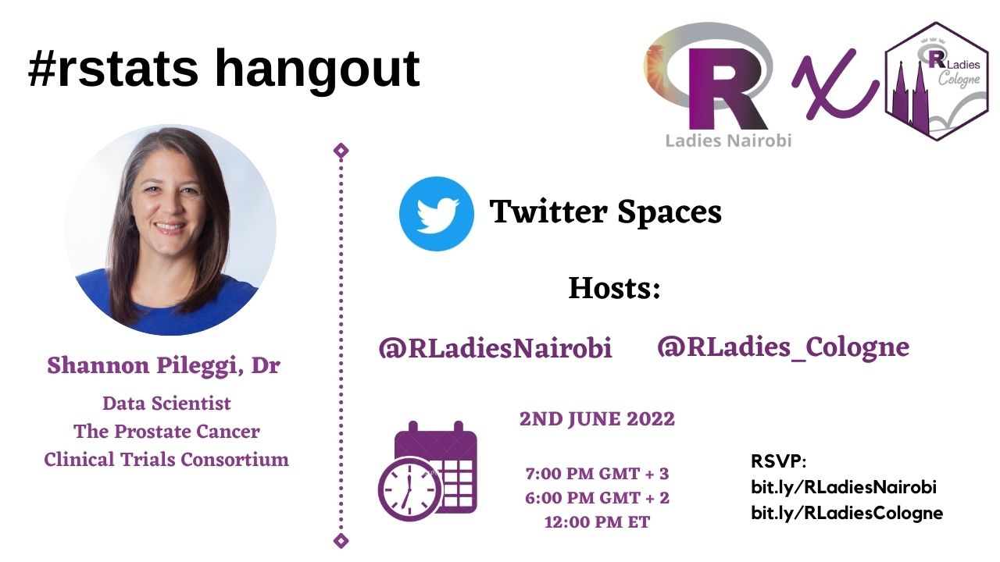 #rstats hangout
R
Ladies Nairobi
x
R Ladies
Cologne
Shannon Pileggi, Dr
Data Scientist
The Prostate Cancer
Clinical Trials Consortium
Twitter Spaces
Hosts:
@RLadiesNairobi
@RLadies_Cologne
2ND JUNE 2022
7:00 PM GMT + 3
6:00 PM GMT + 2
12:00 PM ET
RSVP:
bit.ly/RLadiesNairobi
bit.ly/RLadiesCologne